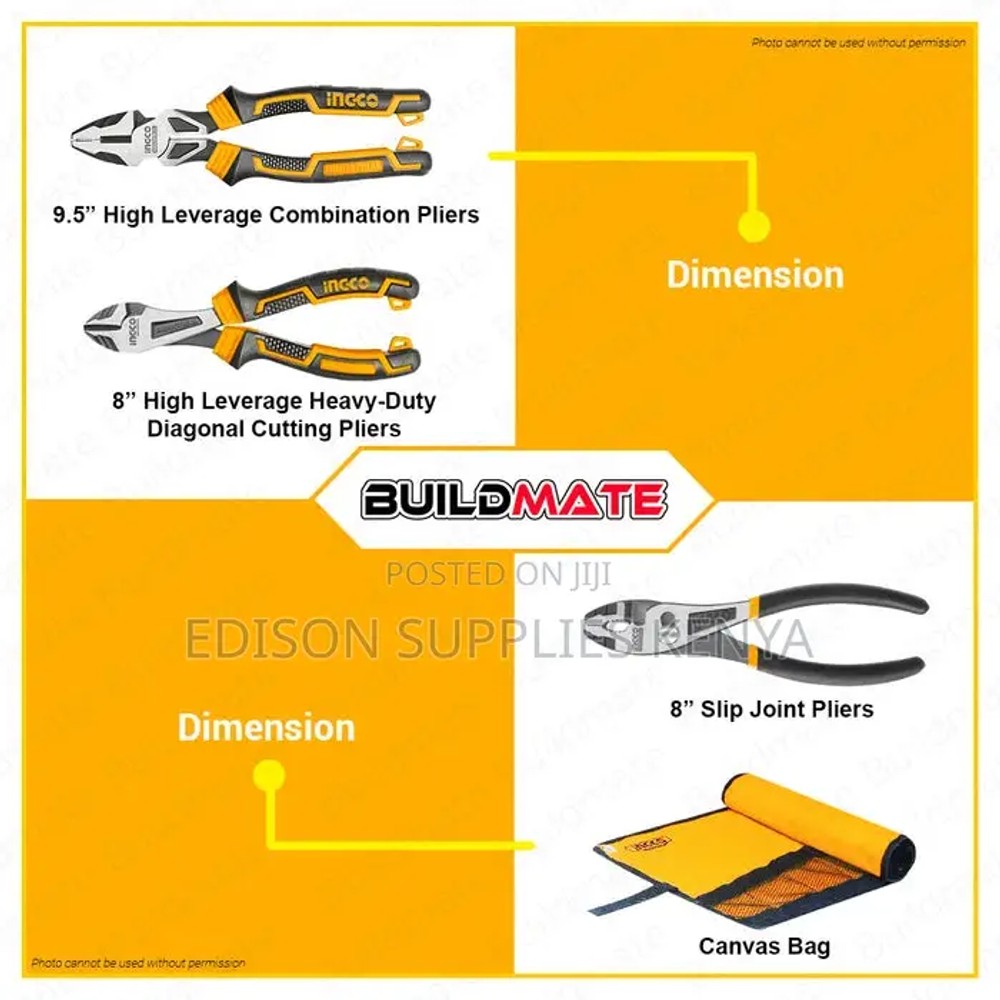 Photo cannot be used without permission
INGCO
INGCO
9.5” High Leverage Combination Pliers
Dimension
INGCO
INGCO
8” High Leverage Heavy-Duty
Diagonal Cutting Pliers
BUILDMATE
POSTED ON JIJI
EDISON SUPPLIES KENYA
INGCO
8” Slip Joint Pliers
Dimension
INGCO
Canvas Bag
Photo cannot be used without permission